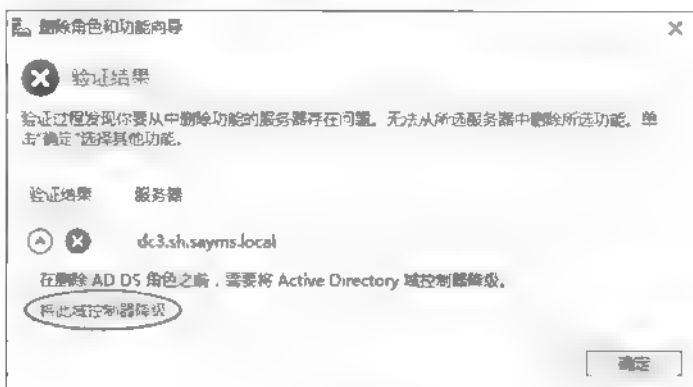 删除角色和功能向导
验证结果
验证过程发现你要从中删除功能的服务器存在问题。无法从所选服务器中删除所选功能。单
击"确定"选择其他功能。
验证结果 服务器
dc3.sh.sayms.local
在删除 AD DS 角色之前，需要将 Active Directory 域控制器降级。
将此域控制器降级
确定